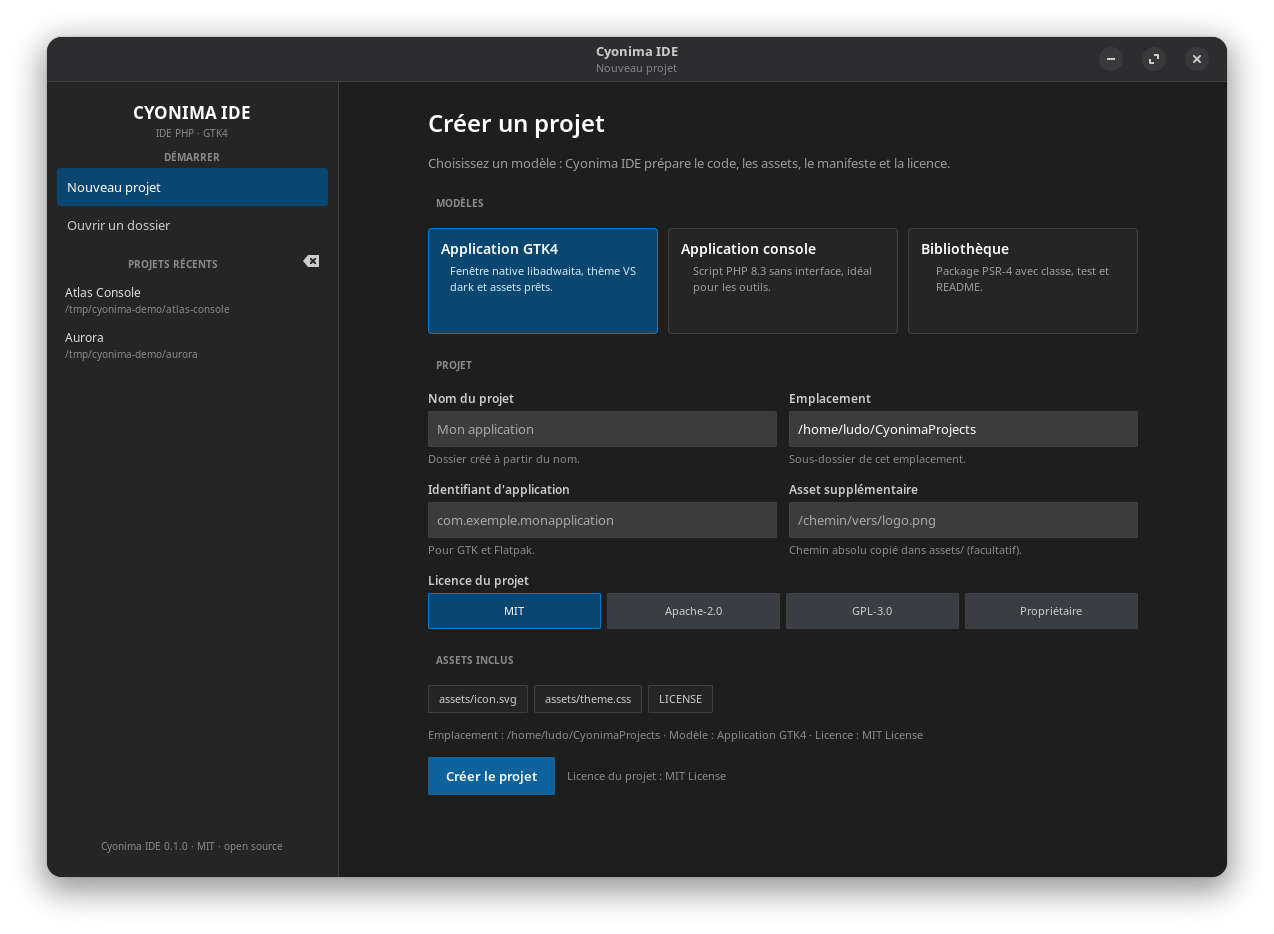 Cyonima IDE
Nouveau projet
CYONIMA IDE
IDE PHP · GTK4
DÉMARRER
Nouveau projet
Ouvrir un dossier
PROJETS RÉCENTS
Atlas Console
/tmp/cyonima-demo/atlas-console
Aurora
/tmp/cyonima-demo/aurora
Cyonima IDE 0.1.0 · MIT · open source
Créer un projet
Choisissez un modèle : Cyonima IDE prépare le code, les assets, le manifeste et la licence.
MODÈLES
Application GTK4
Fenêtre native libadwaita, thème VS
dark et assets prêts.
Application console
Script PHP 8.3 sans interface, idéal
pour les outils.
Bibliothèque
Package PSR-4 avec classe, test et
README.
PROJET
Nom du projet
Mon application
Dossier créé à partir du nom.
Emplacement
/home/ludo/CyonimaProjects
Sous-dossier de cet emplacement.
Identifiant d'application
com.exemple.monapplication
Pour GTK et Flatpak.
Asset supplémentaire
/chemin/vers/logo.png
Chemin absolu copié dans assets/ (facultatif).
Licence du projet
MIT
Apache-2.0
GPL-3.0
Propriétaire
ASSETS INCLUS
assets/icon.svg
assets/theme.css
LICENSE
Emplacement : /home/ludo/CyonimaProjects · Modèle : Application GTK4 · Licence : MIT License
Créer le projet
Licence du projet : MIT License